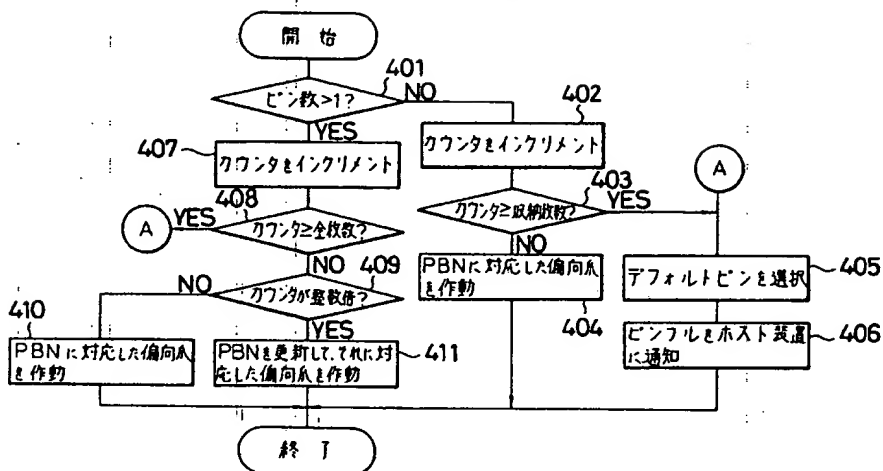 開始
401
ビン数>1?
NO
402
YES
407
カウンタをインクリメント
カウンタをインクリメント
A
408
403
YES
カウンタ≧収納枚数?
A
YES
カウンタ≧全枚数?
NO
409
NO
PBNに対応した偏向爪
を作動
404
デフォルトビンを選択
405
NO
カウンタが整数倍?
410
YES
ビンフルをホスト装置
に通知
406
PBNに対応した偏向爪
を作動
PBNを更新して、それに対
応した偏向爪を作動
411
終了